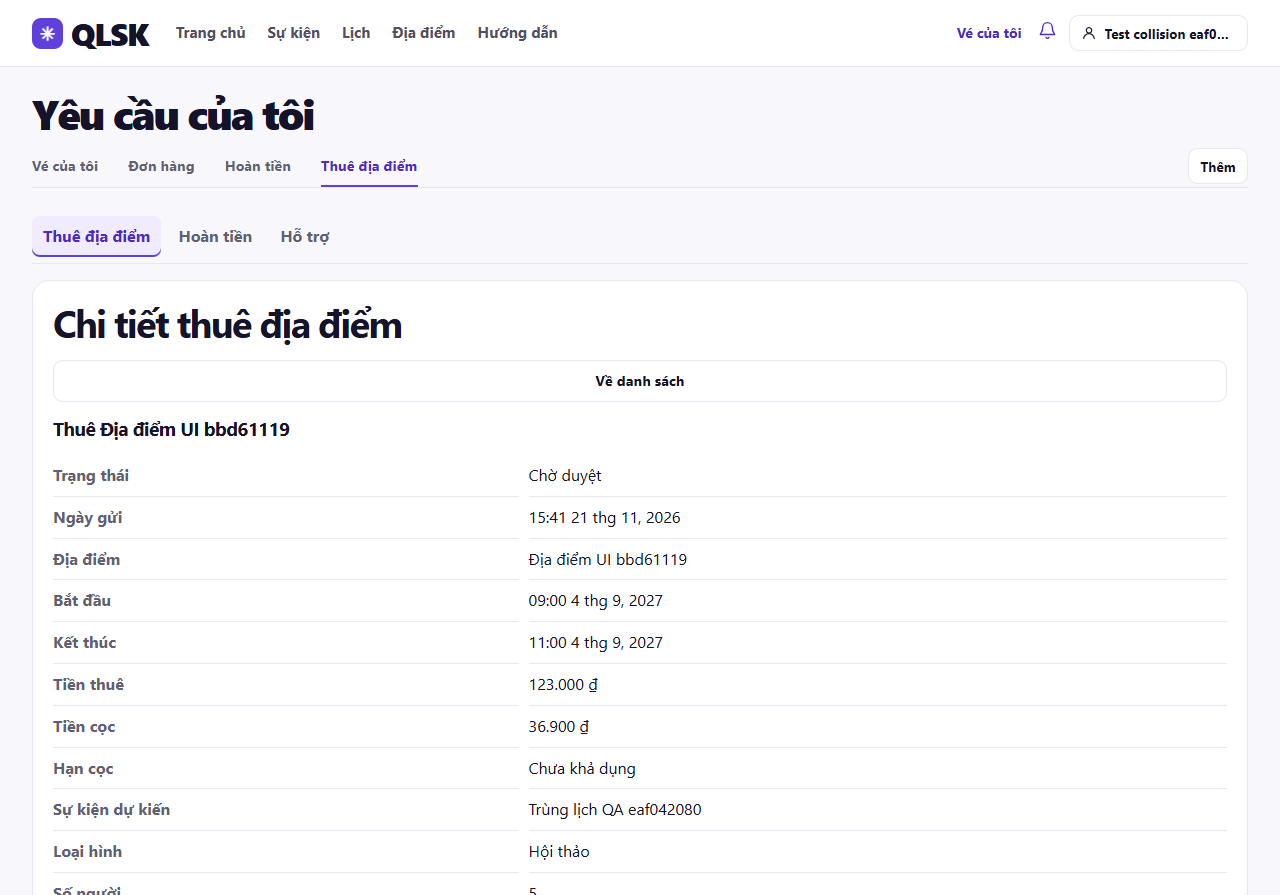 QLSK
Trang chủ Sự kiện Lịch Địa điểm Hướng dẫn
Vé của tôi
Test collision eaf0...
Yêu cầu của tôi
Vé của tôi Đơn hàng Hoàn tiền Thuê địa điểm
Thêm
Thuê địa điểm Hoàn tiền Hỗ trợ
Chi tiết thuê địa điểm
Về danh sách
Thuê Địa điểm UI bbd61119
Trạng thái Chờ duyệt
Ngày gửi 15:41 21 thg 11, 2026
Địa điểm Địa điểm UI bbd61119
Bắt đầu 09:00 4 thg 9, 2027
Kết thúc 11:00 4 thg 9, 2027
Tiền thuê 123.000 ₫
Tiền cọc 36.900 ₫
Hạn cọc Chưa khả dụng
Sự kiện dự kiến Trùng lịch QA eaf042080
Loại hình Hội thảo
Số người 5